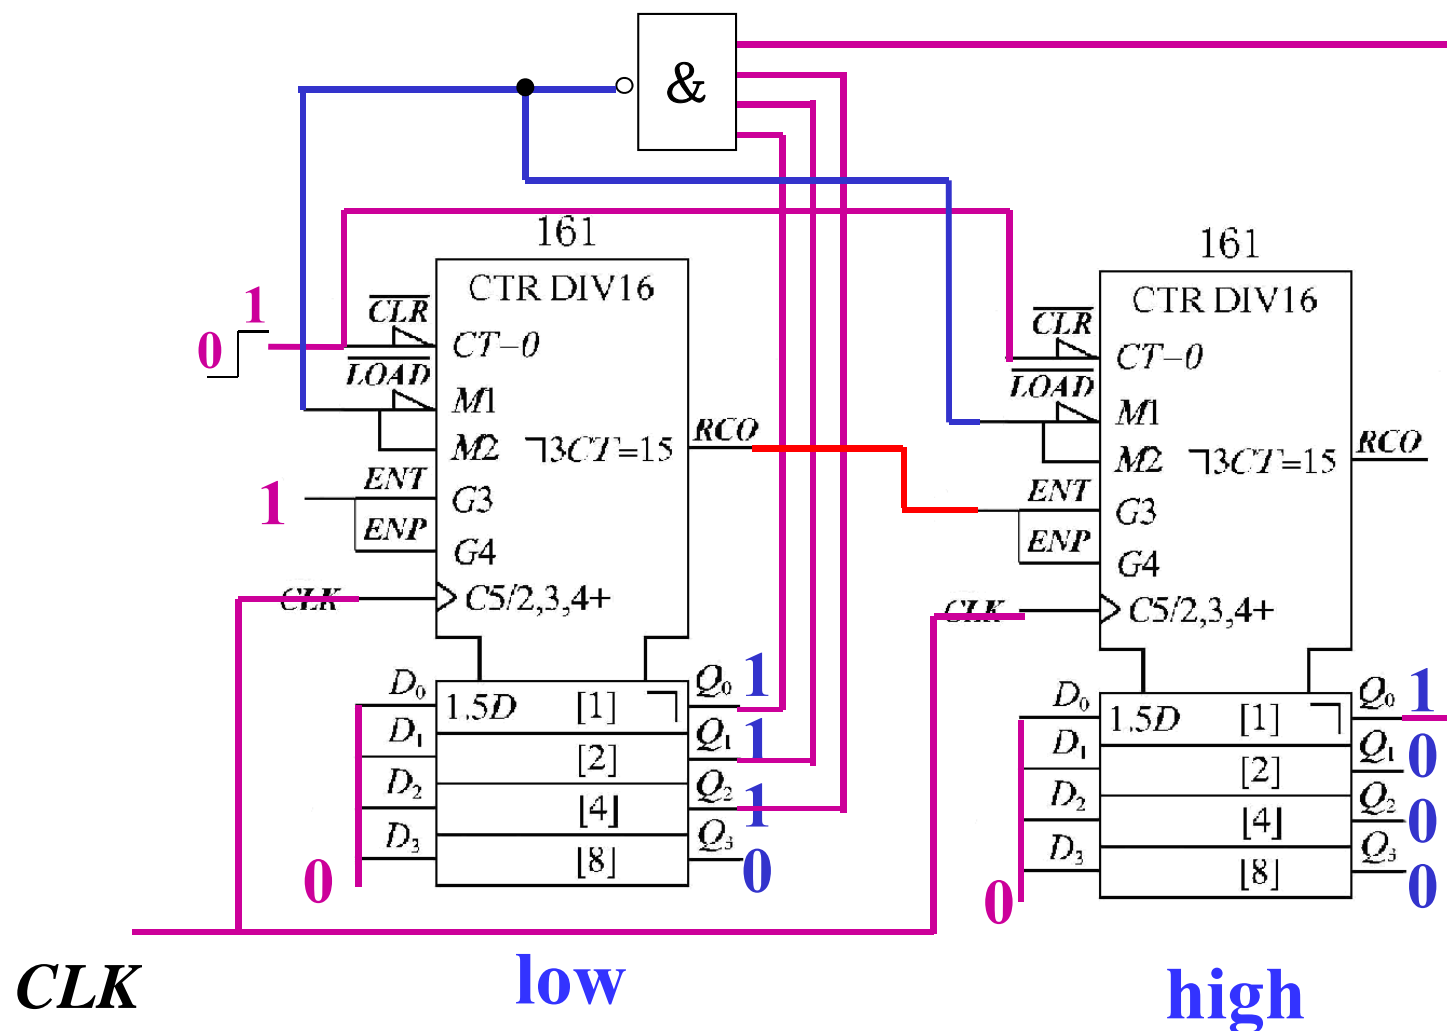 &
161
161
CTR DIV16
CTR DIV16
1
0
CLR
CT-0
CLR
CT-0
LOAD
M1
LOAD
M1
M2
¬3CT=15
RCO
M2
¬3CT=15
RCO
1
ENT
G3
ENT
G3
ENP
G4
ENP
G4
CLK
C5/2,3,4+
CLK
C5/2,3,4+
D0
1.5D
[1]
Q0
1
D0
1.5D
[1]
Q0
1
D1
[2]
Q1
1
D1
[2]
Q1
0
D2
[4]
Q2
1
D2
[4]
Q2
0
D3
[8]
Q3
0
D3
[8]
Q3
0
0
0
CLK
low
high